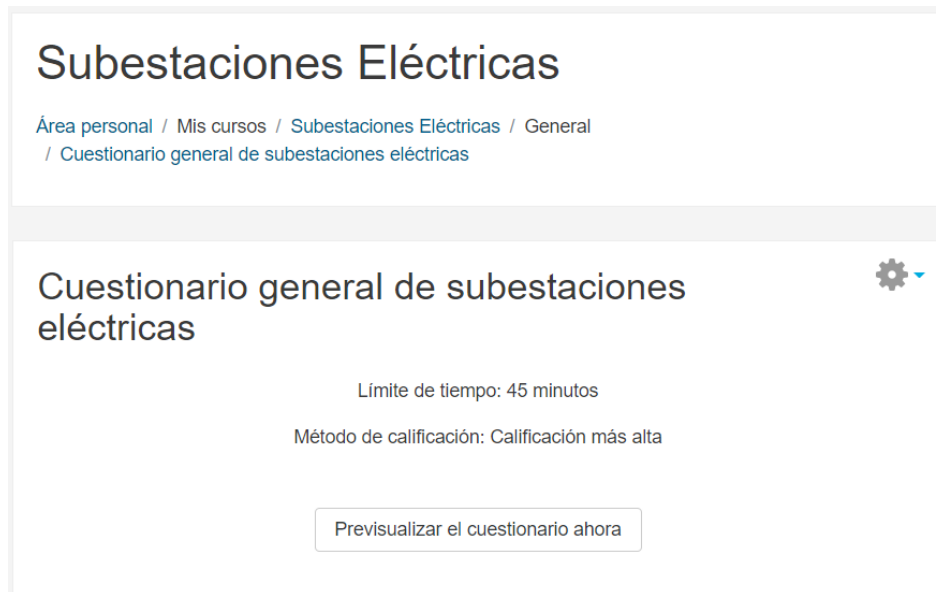 Subestaciones Eléctricas
Área personal / Mis cursos / Subestaciones Eléctricas / General
/ Cuestionario general de subestaciones eléctricas
Cuestionario general de subestaciones
eléctricas
Límite de tiempo: 45 minutos
Método de calificación: Calificación más alta
Previsualizar el cuestionario ahora